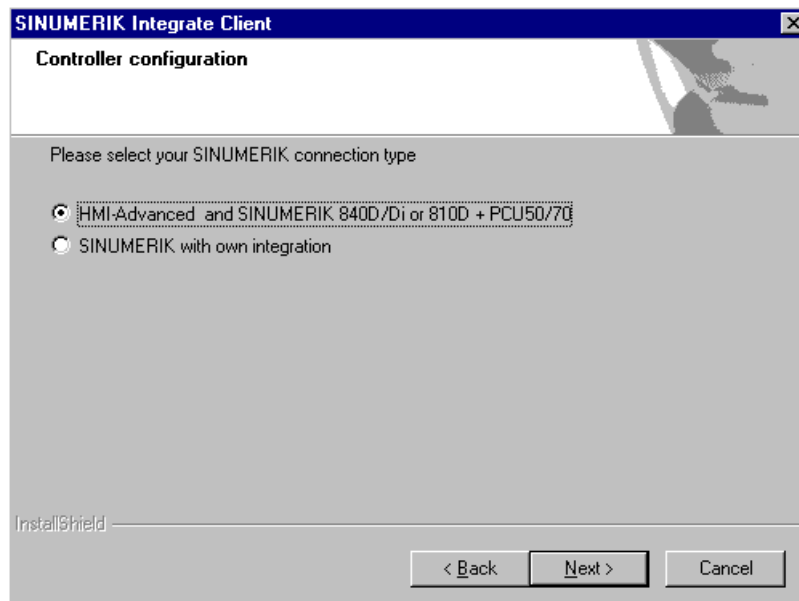 SINUMERIK Integrate Client
Controller configuration
Please select your SINUMERIK connection type
HMI-Advanced  and SINUMERIK 840D/Di or 810D + PCU50/70
SINUMERIK with own integration
InstallShield
< Back
Next >
Cancel